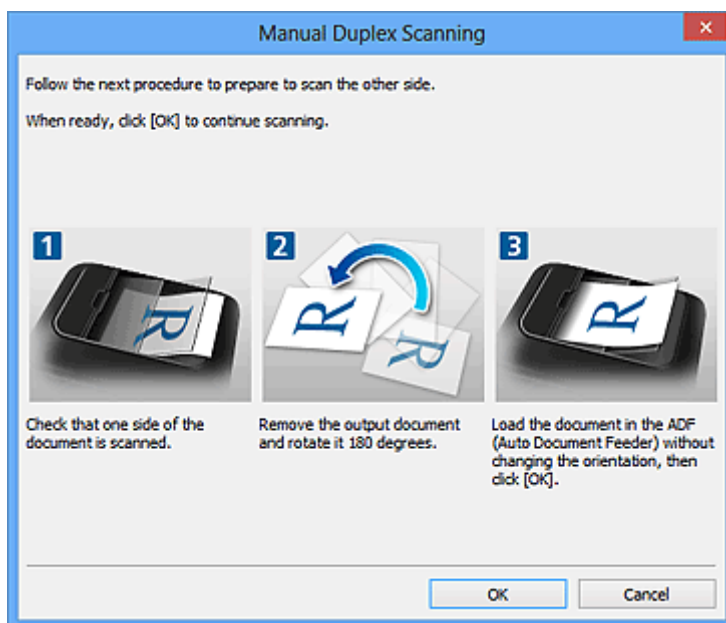 Manual Duplex Scanning
Follow the next procedure to prepare to scan the other side.
When ready, click [OK] to continue scanning.
1
2
3
R
R
R
R
Check that one side of the
document is scanned.
Remove the output document
and rotate it 180 degrees.
Load the document in the ADF
(Auto Document Feeder) without
changing the orientation, then
click [OK].
OK
Cancel